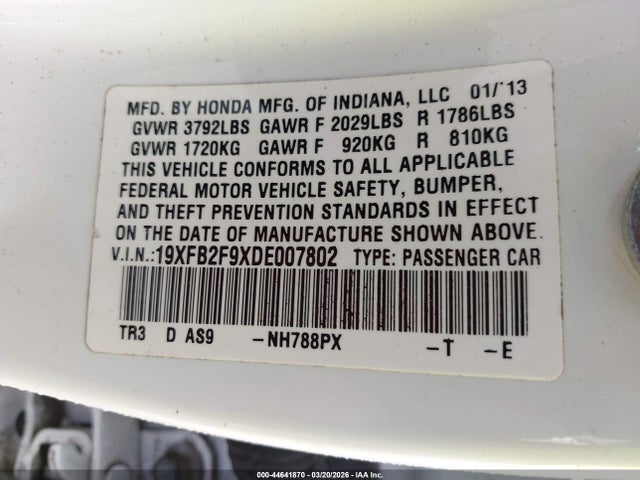 MFD. BY HONDA MFG. OF INDIANA, LLC 01/'13
GVWR 3792LBS GAWR F 2029LBS R 1786LBS
GVWR 1720KG GAWR F 920KG R 810KG
THIS VEHICLE CONFORMS TO ALL APPLICABLE
FEDERAL MOTOR VEHICLE SAFETY, BUMPER,
AND THEFT PREVENTION STANDARDS IN EFFECT
ON THE DATE OF MANUFACTURE SHOWN ABOVE.
V.I.N.:19XFB2F9XDE007802 TYPE: PASSENGER CAR
TR3 D AS9 -NH788PX -T -E
000-44641870 - 03/20/2026 - IAA Inc.